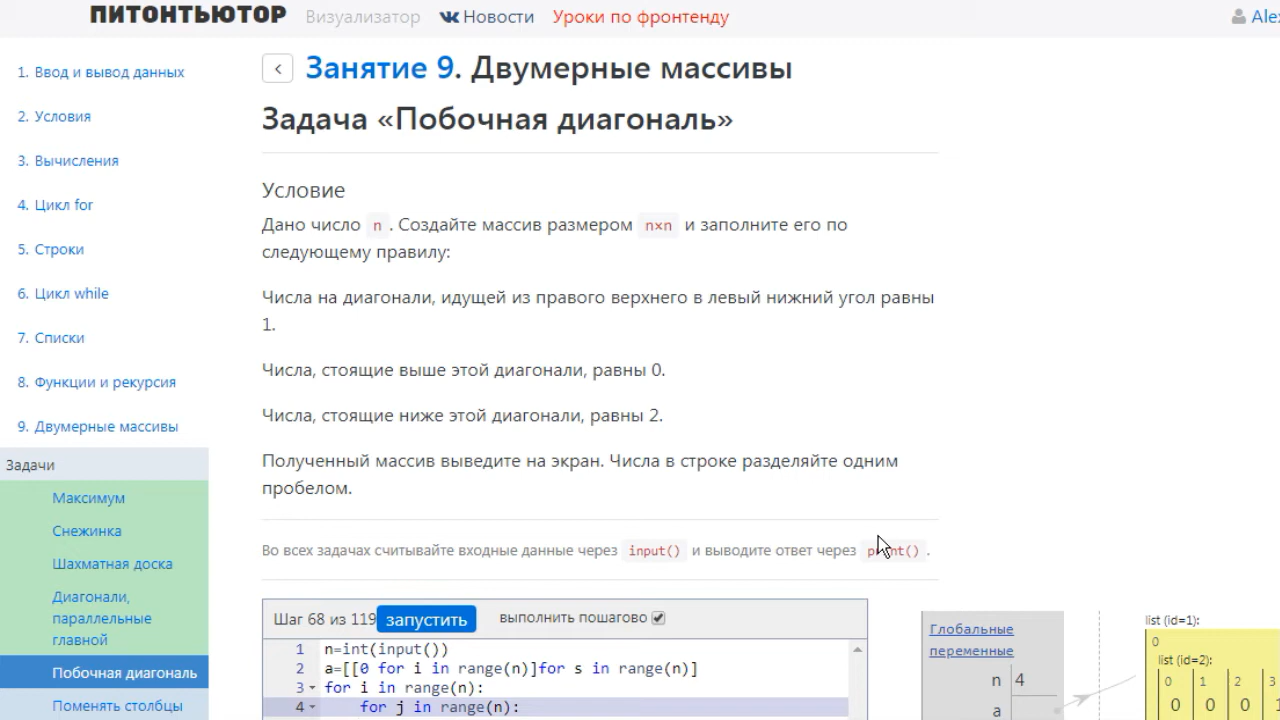 ПИТОНТЬЮТОР Визуализатор Новости Уроки по фронтенду Alex
1. Ввод и вывод данных
2. Условия
3. Вычисления
4. Цикл for
5. Строки
6. Цикл while
7. Списки
8. Функции и рекурсия
9. Двумерные массивы
Задачи
Максимум
Снежинка
Шахматная доска
Диагонали,
параллельные
главной
Побочная диагональ
Поменять столбцы
Занятие 9. Двумерные массивы
Задача «Побочная диагональ»
Условие
Дано число n . Создайте массив размером n×n и заполните его по
следующему правилу:
Числа на диагонали, идущей из правого верхнего в левый нижний угол равны
1.
Числа, стоящие выше этой диагонали, равны 0.
Числа, стоящие ниже этой диагонали, равны 2.
Полученный массив выведите на экран. Числа в строке разделяйте одним
пробелом.
Во всех задачах считывайте входные данные через input() и выводите ответ через print() .
Шаг 68 из 119 запустить выполнить пошагово
1 n=int(input())
2 a=[[0 for i in range(n)]for s in range(n)]
3 for i in range(n):
4 for j in range(n):
Глобальные
переменные
n 4
a
list (id=1):
0
list (id=2):
0 1 2 3
0 0 0 1